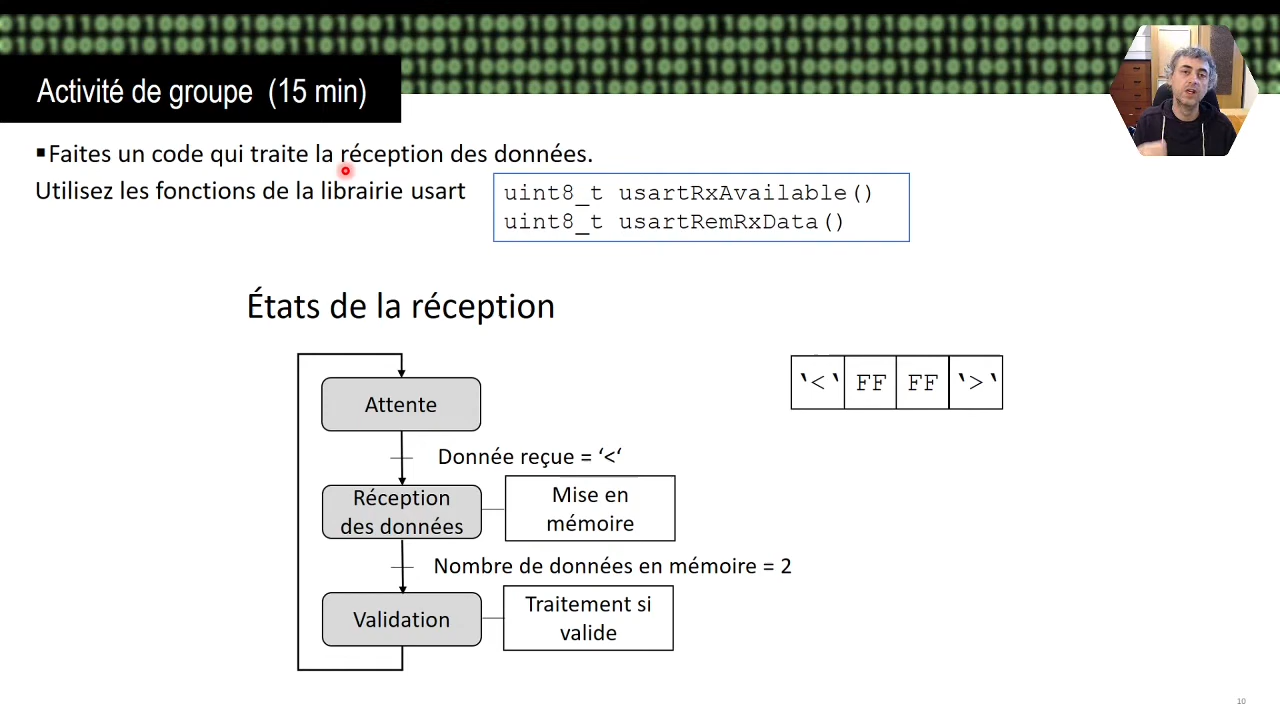 Activité de groupe (15 min)
▪Faites un code qui traite la réception des données.
Utilisez les fonctions de la librairie usart
uint8_t usartRxAvailable()
uint8_t usartRemRxData()
États de la réception
Attente
Donnée reçue = ‘<‘
Réception
des données
Mise en
mémoire
Nombre de données en mémoire = 2
Validation
Traitement si
valide
‘<‘ FF FF ‘>‘
10